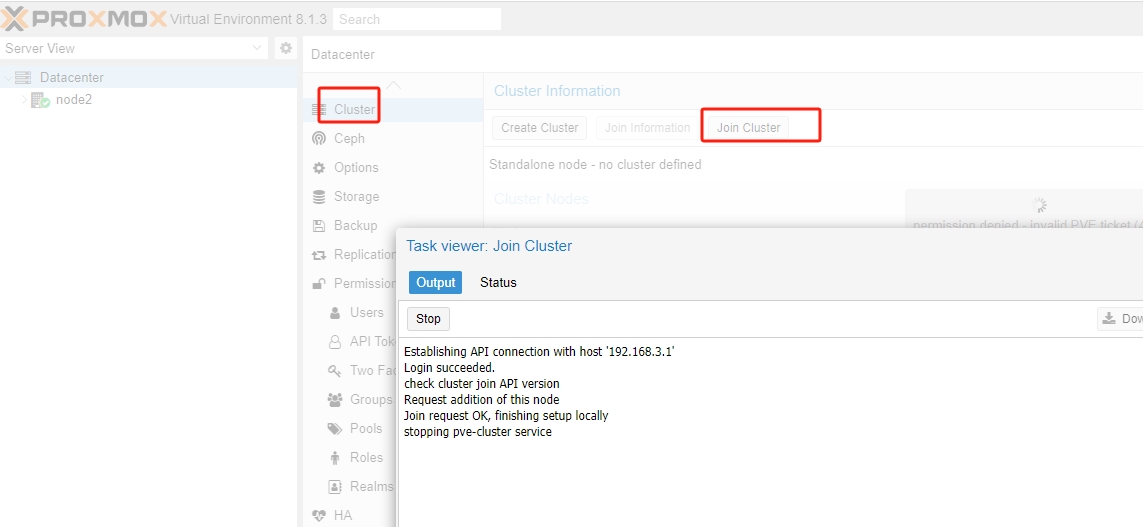 PROXMOX Virtual Environment 8.1.3 Search
Server View
Datacenter
node2
Datacenter
Cluster
Ceph
Options
Storage
Backup
Replication
Permission
Users
API Tok
Two Fac
Groups
Pools
Roles
Realms
HA
Cluster Information
Create Cluster Join Information Join Cluster
Standalone node - no cluster defined
Cluster Nodes
permission denied - invalid PVE ticket (4
Task viewer: Join Cluster
Output Status
Stop Dow
Establishing API connection with host '192.168.3.1'
Login succeeded.
check cluster join API version
Request addition of this node
Join request OK, finishing setup locally
stopping pve-cluster service